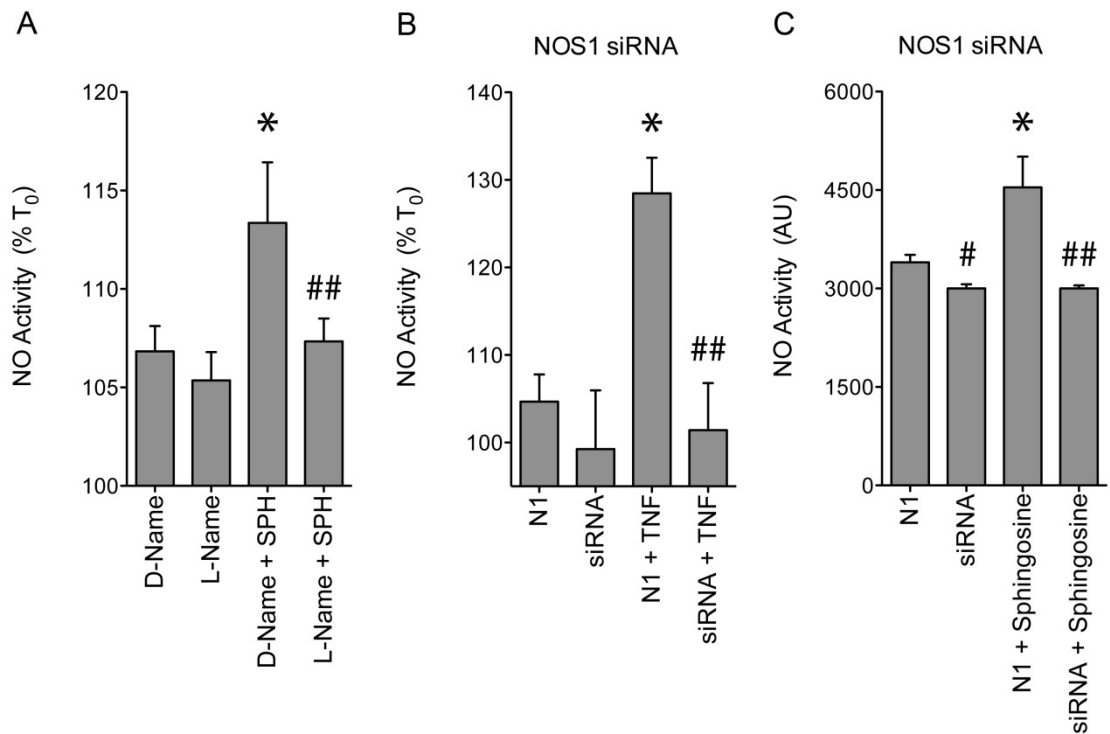 A
NO Activity (% T0)
120
115
110
105
100
*
##
D-Name
L-Name
D-Name + SPH
L-Name + SPH
B
NOS1 siRNA
NO Activity (% T0)
140
130
120
110
100
*
##
N1
siRNA
N1 + TNF
siRNA + TNF
C
NOS1 siRNA
NO Activity (AU)
6000
4500
3000
1500
0
#
*
##
N1
siRNA
N1 + Sphingosine
siRNA + Sphingosine